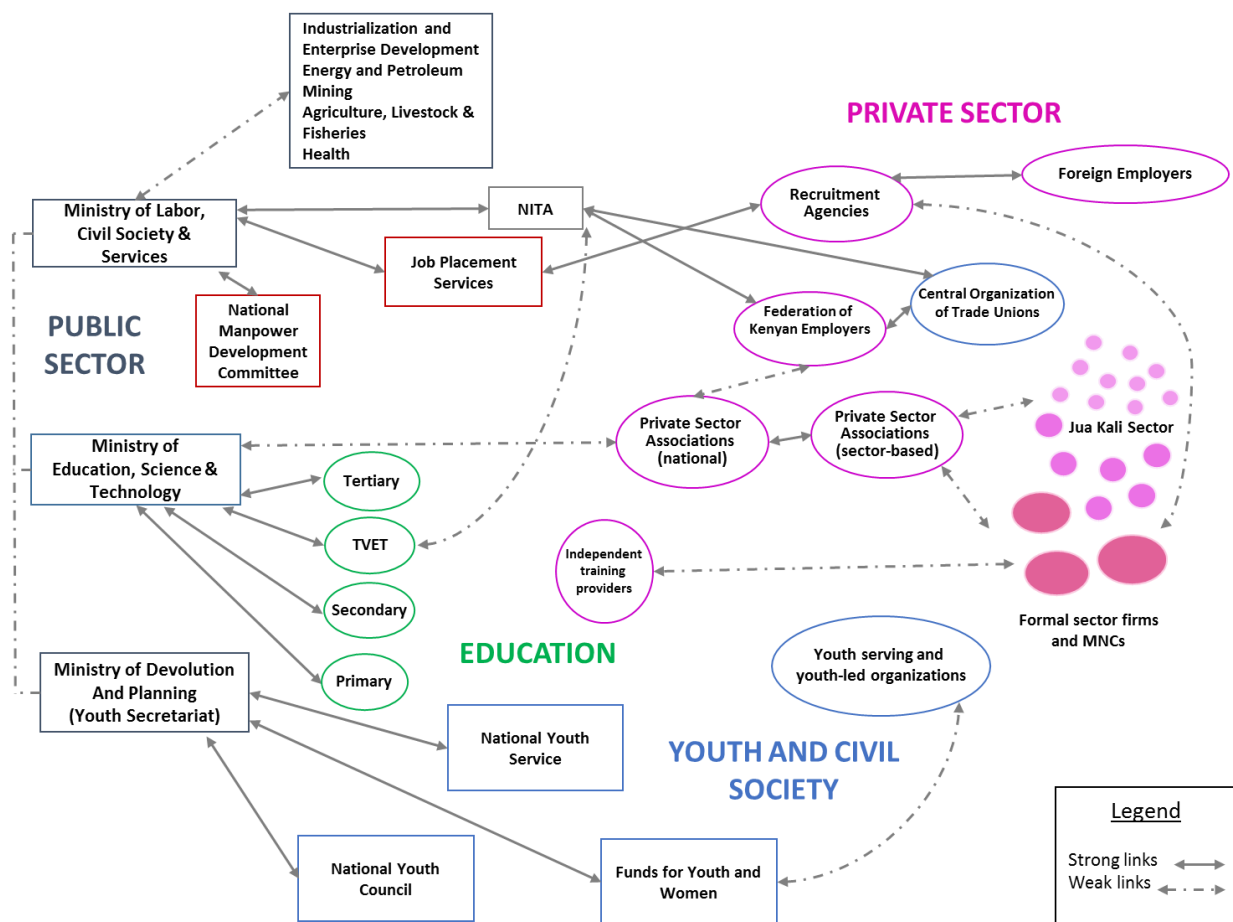 Industrialization and
Enterprise Development
Energy and Petroleum
Mining
Agriculture, Livestock &
Fisheries
Health
PRIVATE SECTOR
Foreign Employers
Recruitment
Agencies
Ministry of Labor,
Civil Society &
Services
NITA
Job Placement
Services
Central Organization
of Trade Unions
Federation of
Kenyan Employers
National
Manpower
Development
Committee
PUBLIC
SECTOR
Private Sector
Associations
(national)
Private Sector
Associations
(sector-based)
Jua Kali Sector
Ministry of
Education, Science &
Technology
Tertiary
TVET
Independent
training
providers
Secondary
Formal sector firms
and MNCs
EDUCATION
Primary
Ministry of Devolution
And Planning
(Youth Secretariat)
Youth serving and
youth-led organizations
National Youth
Service
YOUTH AND CIVIL
SOCIETY
National Youth
Council
Funds for Youth and
Women
Legend
Strong links
Weak links